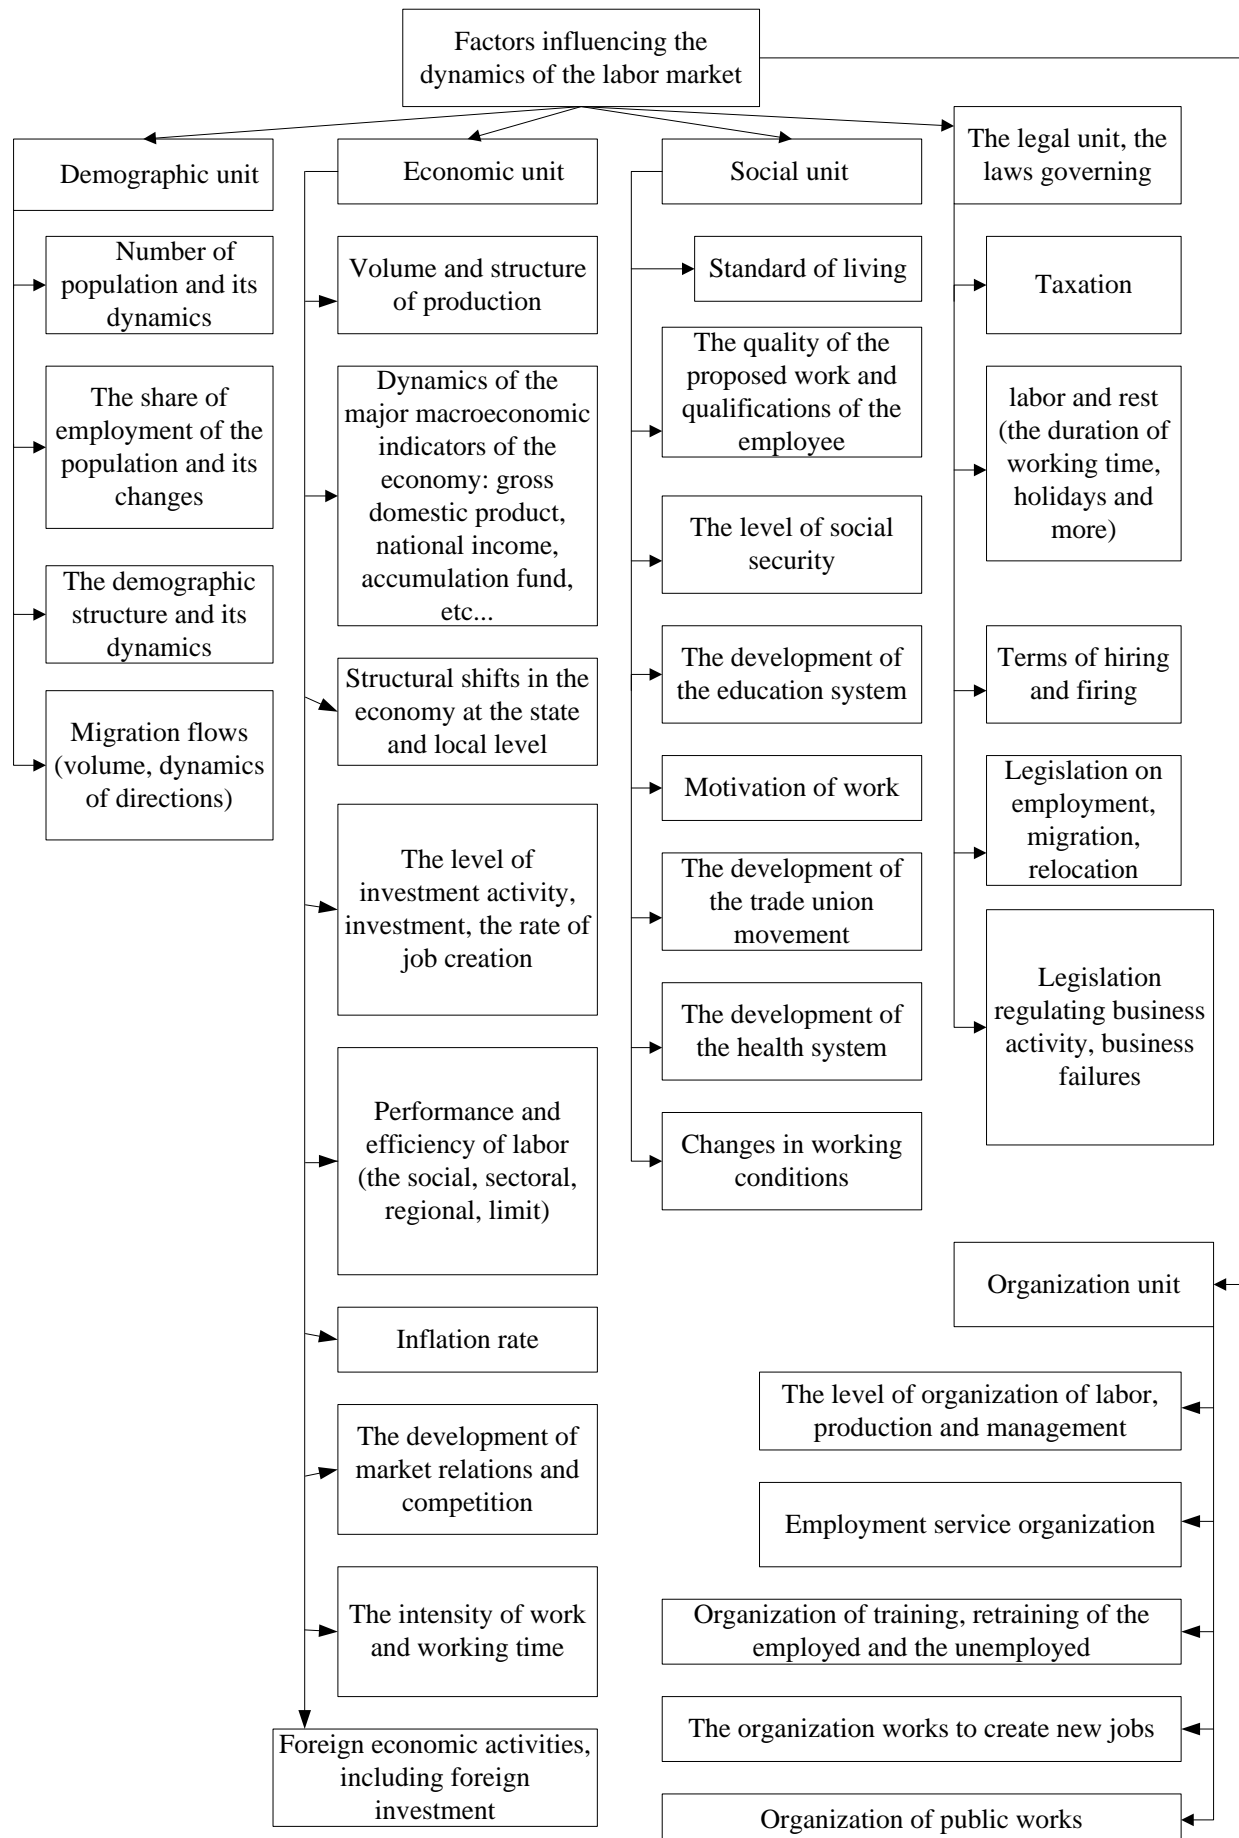 Factors influencing the
dynamics of the labor market
Demographic unit
Number of
population and its
dynamics
The share of
employment of the
population and its
changes
The demographic
structure and its
dynamics
Migration flows
(volume, dynamics
of directions)
Economic unit
Volume and structure
of production
Dynamics of the
major macroeconomic
indicators of the
economy: gross
domestic product,
national income,
accumulation fund,
etc...
Structural shifts in the
economy at the state
and local level
The level of
investment activity,
investment, the rate of
job creation
Performance and
efficiency of labor
(the social, sectoral,
regional, limit)
Inflation rate
The development of
market relations and
competition
The intensity of work
and working time
Foreign economic activities,
including foreign
investment
Social unit
Standard of living
The quality of the
proposed work and
qualifications of the
employee
The level of social
security
The development of
the education system
Motivation of work
The development of
the trade union
movement
The development of
the health system
Changes in working
conditions
The legal unit, the
laws governing
Taxation
labor and rest
(the duration of
working time,
holidays and
more)
Terms of hiring
and firing
Legislation on
employment,
migration,
relocation
Legislation
regulating business
activity, business
failures
Organization unit
The level of organization of labor,
production and management
Employment service organization
Organization of training, retraining of the
employed and the unemployed
The organization works to create new jobs
Organization of public works